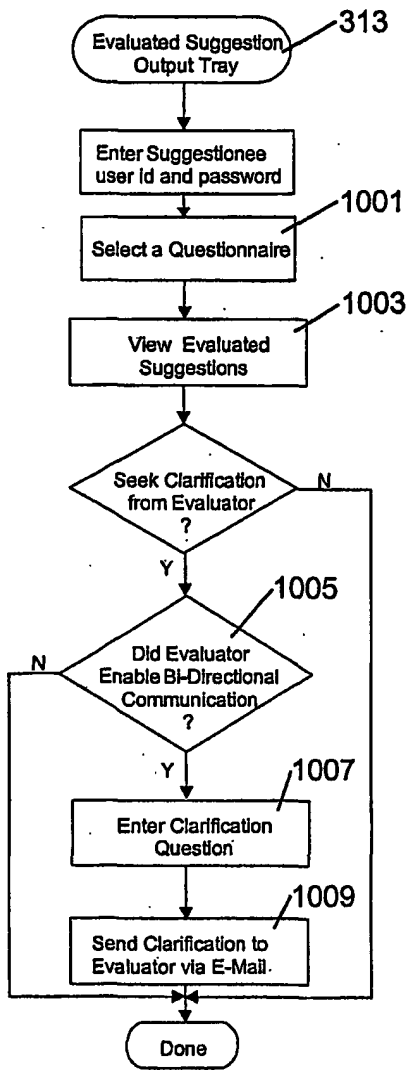 313
Evaluated Suggestion
Output Tray
Enter Suggestionee
user id and password
1001
Select a Questionnaire
1003
View Evaluated
Suggestions
Seek Clarification
from Evaluator
?
N
Y
1005
Did Evaluator
Enable Bi-Directional
Communication
?
N
Y
1007
Enter Clarification
Question
1009
Send Clarification to
Evaluator via E-Mail.
Done